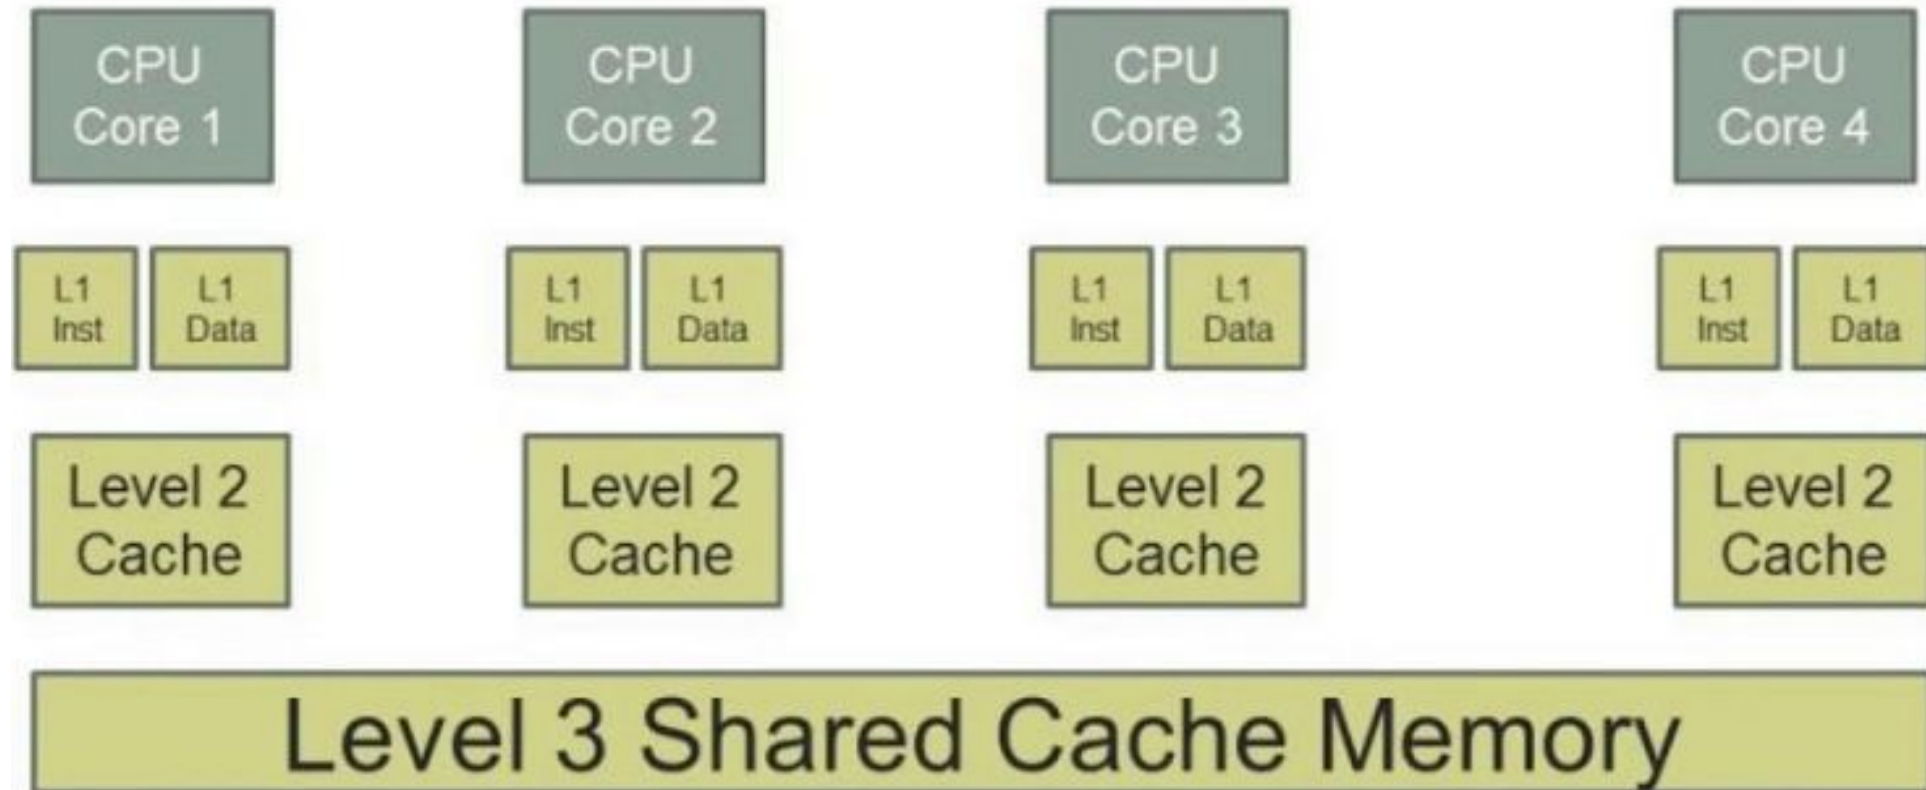 CPU
Core 1
CPU
Core 2
CPU
Core 3
CPU
Core 4
L1
Inst
L1
Data
L1
Inst
L1
Data
L1
Inst
L1
Data
L1
Inst
L1
Data
Level 2
Cache
Level 2
Cache
Level 2
Cache
Level 2
Cache
Level 3 Shared Cache Memory